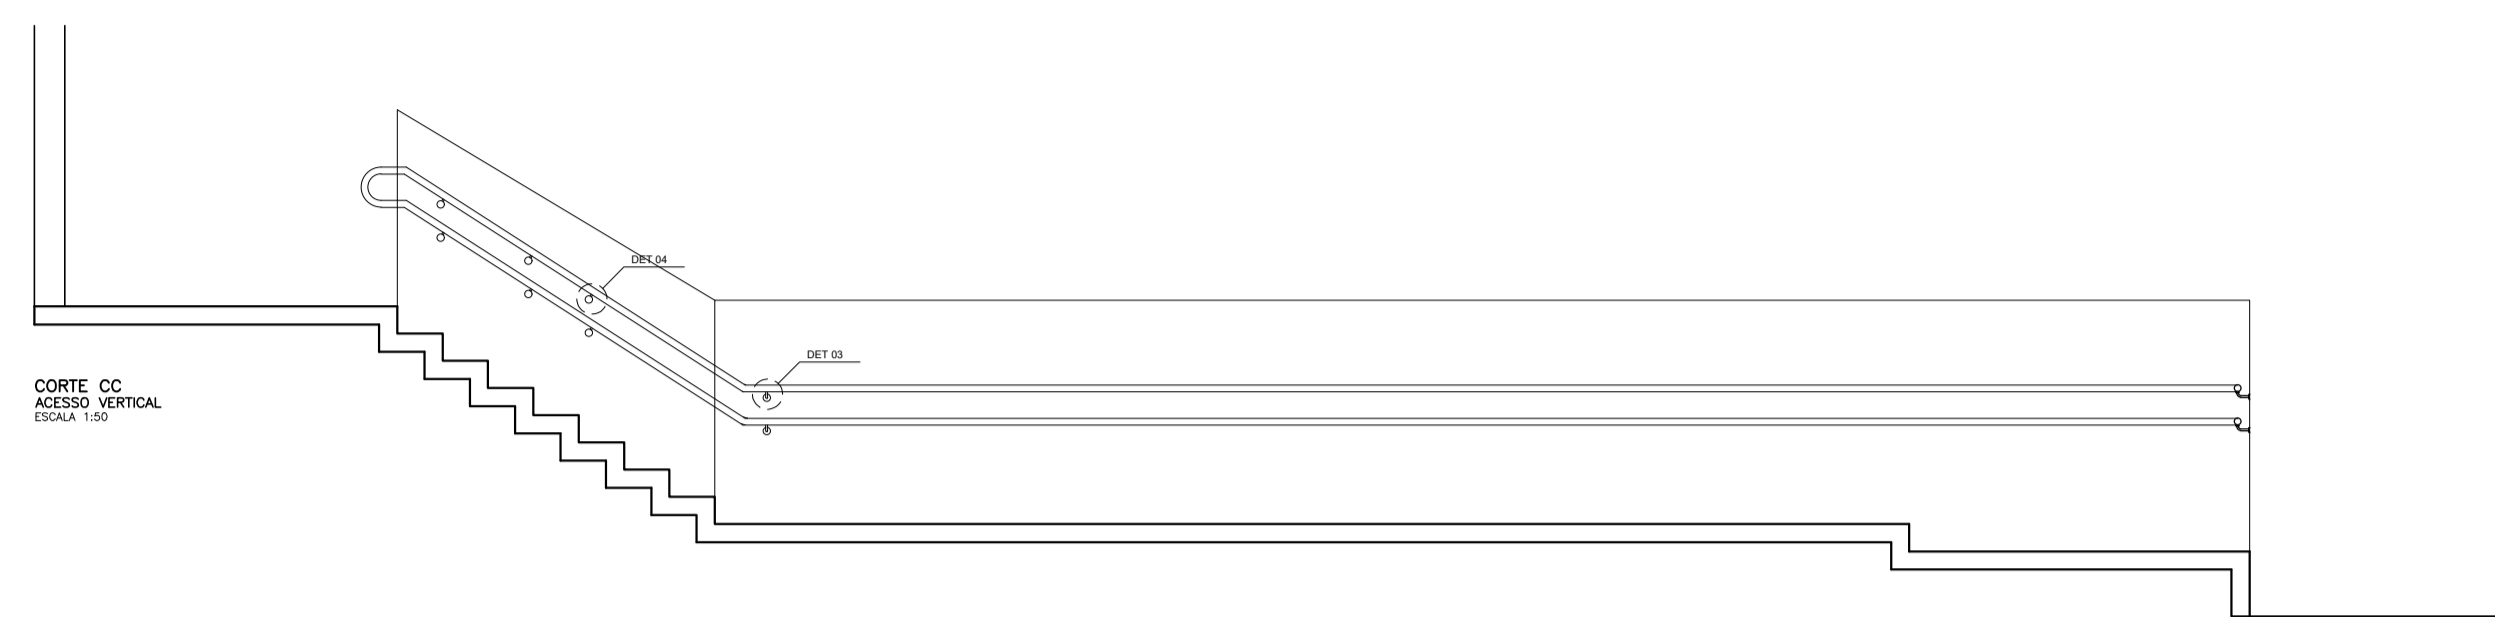 DET 04
DET 03
CORTE CC
ACESSO VERTICAL
ESCALA 1:50